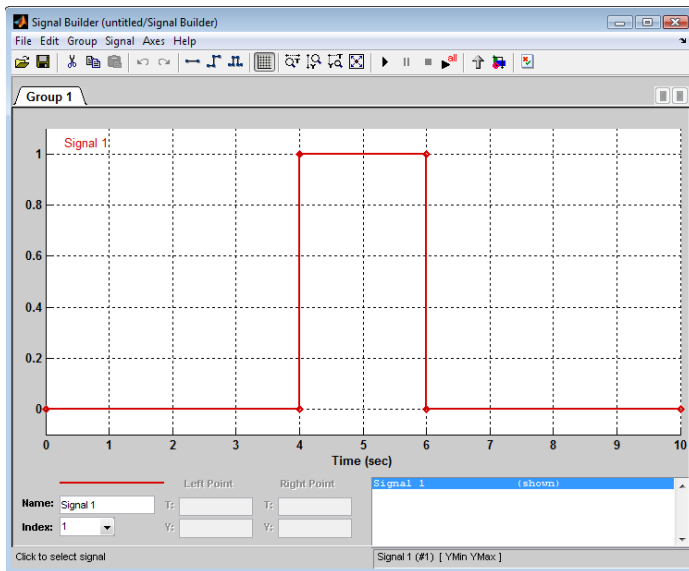 Signal Builder (untitled/Signal Builder)
File Edit Group Signal Axes Help
all
Group 1
Signal 1
1
0.8
0.6
0.4
0.2
0
0 1 2 3 4 5 6 7 8 9 10
Time (sec)
Left Point Right Point
Name: Signal 1 T: T:
Index: 1 Y: Y:
Signal 1 (shown)
Click to select signal
Signal 1 (#1) [ YMin YMax ]